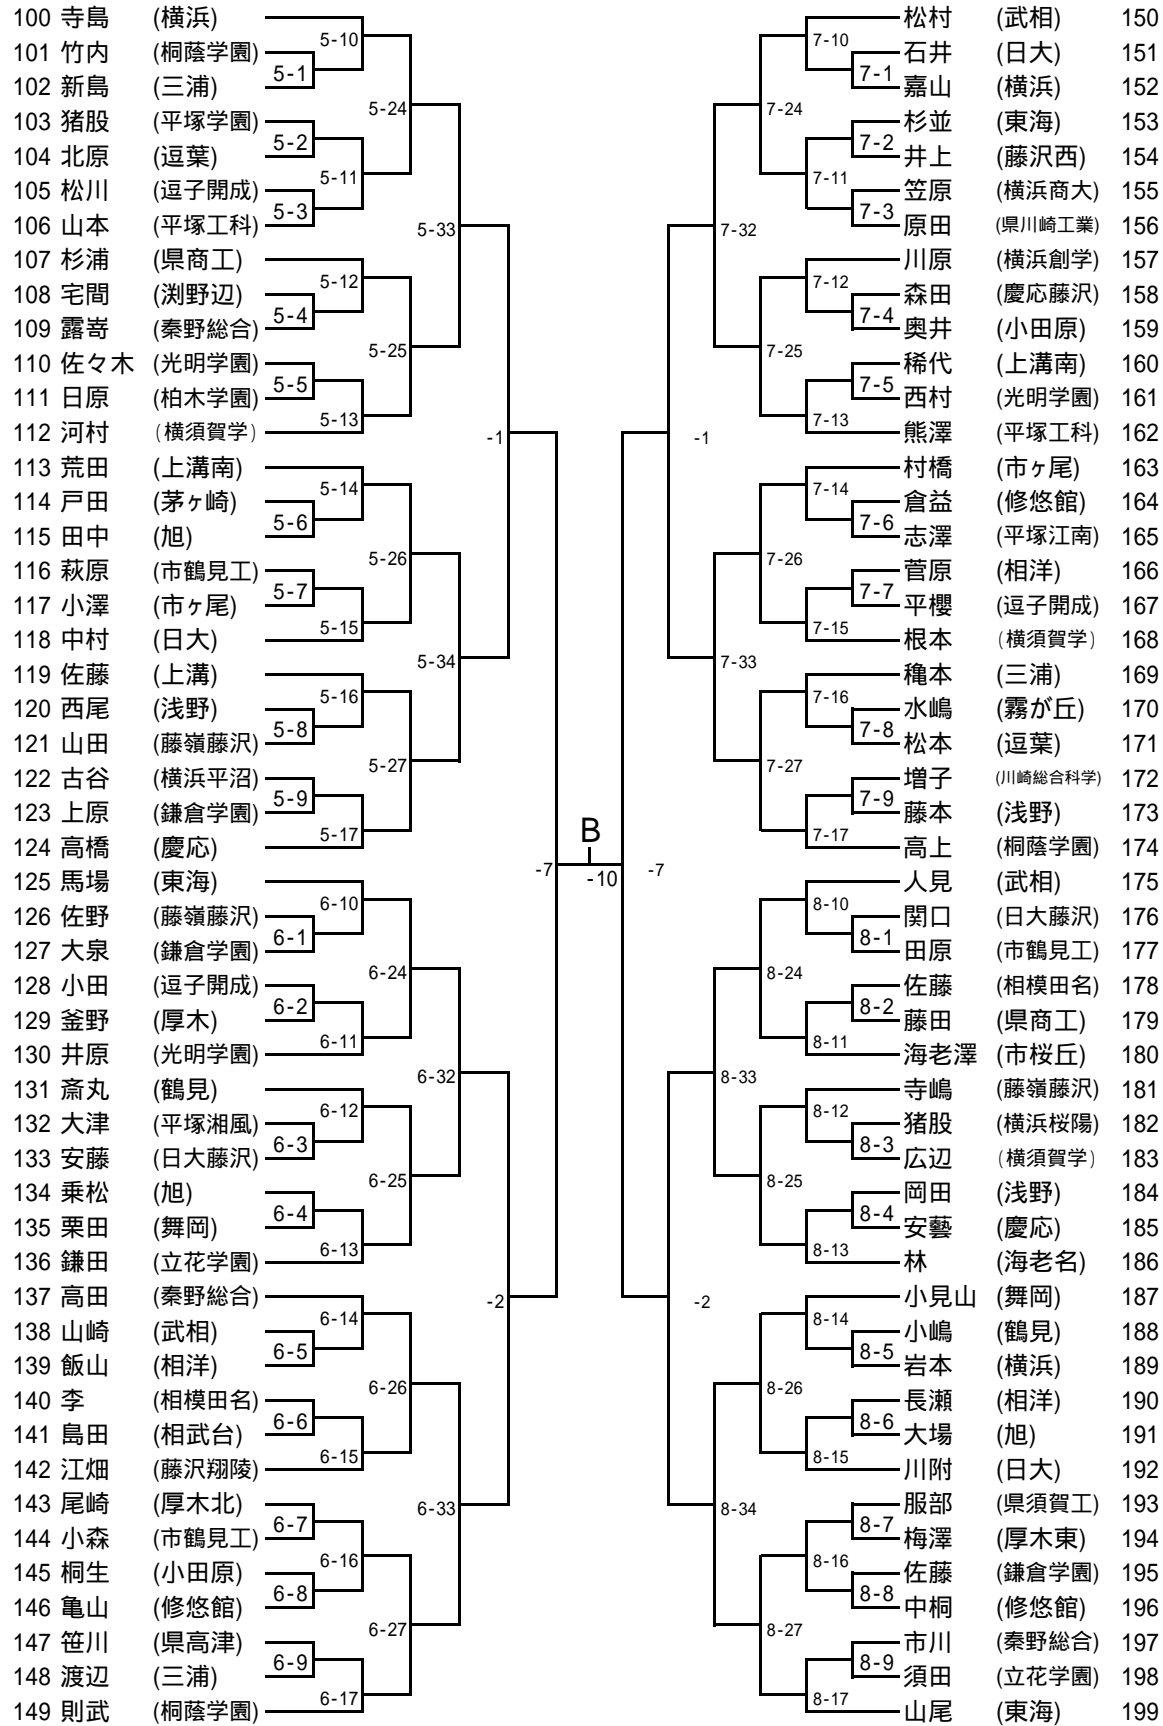 100 寺島 (横浜)
101 竹内 (桐蔭学園)
102 新島 (三浦)
103 猪股 (平塚学園)
104 北原 (逗葉)
105 松川 (逗子開成)
106 山本 (平塚工科)
107 杉浦 (県商工)
108 宅間 (渕野辺)
109 露嵜 (秦野総合)
110 佐々木 (光明学園)
111 日原 (柏木学園)
112 河村 (横須賀学)
113 荒田 (上溝南)
114 戸田 (茅ヶ崎)
115 田中 (旭)
116 萩原 (市鶴見工)
117 小澤 (市ヶ尾)
118 中村 (日大)
119 佐藤 (上溝)
120 西尾 (浅野)
121 山田 (藤嶺藤沢)
122 古谷 (横浜平沼)
123 上原 (鎌倉学園)
124 高橋 (慶応)
125 馬場 (東海)
126 佐野 (藤嶺藤沢)
127 大泉 (鎌倉学園)
128 小田 (逗子開成)
129 釜野 (厚木)
130 井原 (光明学園)
131 斎丸 (鶴見)
132 大津 (平塚湘風)
133 安藤 (日大藤沢)
134 乗松 (旭)
135 栗田 (舞岡)
136 鎌田 (立花学園)
137 高田 (秦野総合)
138 山崎 (武相)
139 飯山 (相洋)
140 李 (相模田名)
141 島田 (相武台)
142 江畑 (藤沢翔陵)
143 尾崎 (厚木北)
144 小森 (市鶴見工)
145 桐生 (小田原)
146 亀山 (修悠館)
147 笹川 (県高津)
148 渡辺 (三浦)
149 則武 (桐蔭学園)
5-1
5-2
5-3
5-4
5-5
5-6
5-7
5-8
5-9
6-1
6-2
6-3
6-4
6-5
6-6
6-7
6-8
6-9
5-10
5-11
5-12
5-13
5-14
5-15
5-16
5-17
6-10
6-11
6-12
6-13
6-14
6-15
6-16
6-17
5-24
5-25
5-26
5-27
6-24
6-25
6-26
6-27
5-33
5-34
6-32
6-33
-1
-2
-7
B
-10
-7
-1
-2
7-32
7-33
8-33
8-34
7-24
7-25
7-26
7-27
8-24
8-25
8-26
8-27
7-10
7-11
7-12
7-13
7-14
7-15
7-16
7-17
8-10
8-11
8-12
8-13
8-14
8-15
8-16
8-17
7-1
7-2
7-3
7-4
7-5
7-6
7-7
7-8
7-9
8-1
8-2
8-3
8-4
8-5
8-6
8-7
8-8
8-9
松村 (武相) 150
石井 (日大) 151
嘉山 (横浜) 152
杉並 (東海) 153
井上 (藤沢西) 154
笠原 (横浜商大) 155
原田 (県川崎工業) 156
川原 (横浜創学) 157
森田 (慶応藤沢) 158
奥井 (小田原) 159
稀代 (上溝南) 160
西村 (光明学園) 161
熊澤 (平塚工科) 162
村橋 (市ヶ尾) 163
倉益 (修悠館) 164
志澤 (平塚江南) 165
菅原 (相洋) 166
平櫻 (逗子開成) 167
根本 (横須賀学) 168
穐本 (三浦) 169
水嶋 (霧が丘) 170
松本 (逗葉) 171
増子 (川崎総合科学) 172
藤本 (浅野) 173
高上 (桐蔭学園) 174
人見 (武相) 175
関口 (日大藤沢) 176
田原 (市鶴見工) 177
佐藤 (相模田名) 178
藤田 (県商工) 179
海老澤 (市桜丘) 180
寺嶋 (藤嶺藤沢) 181
猪股 (横浜桜陽) 182
広辺 (横須賀学) 183
岡田 (浅野) 184
安藝 (慶応) 185
林 (海老名) 186
小見山 (舞岡) 187
小嶋 (鶴見) 188
岩本 (横浜) 189
長瀬 (相洋) 190
大場 (旭) 191
川附 (日大) 192
服部 (県須賀工) 193
梅澤 (厚木東) 194
佐藤 (鎌倉学園) 195
中桐 (修悠館) 196
市川 (秦野総合) 197
須田 (立花学園) 198
山尾 (東海) 199